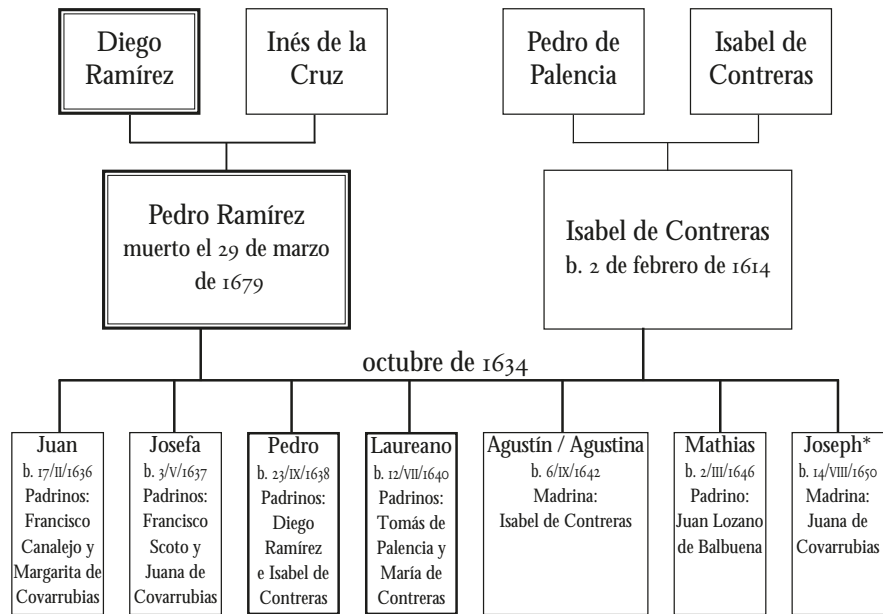 Diego
Ramírez
Inés de la
Cruz
Pedro de
Palencia
Isabel de
Contreras
Pedro Ramírez
muerto el 29 de marzo
de 1679
Isabel de Contreras
b. 2 de febrero de 1614
octubre de 1634
Juan
b. 17/II/1636
Padrinos:
Francisco
Canalejo y
Margarita de
Covarrubias
Josefa
b. 3/V/1637
Padrinos:
Francisco
Scoto y
Juana de
Covarrubias
Pedro
b. 23/IX/1638
Padrinos:
Diego
Ramírez
e Isabel de
Contreras
Laureano
b. 12/VII/1640
Padrinos:
Tomás de
Palencia y
María de
Contreras
Agustín / Agustina
b. 6/IX/1642
Madrina:
Isabel de Contreras
Mathias
b. 2/III/1646
Padrino:
Juan Lozano
de Balbuena
Joseph*
b. 14/VIII/1650
Madrina:
Juana de
Covarrubias